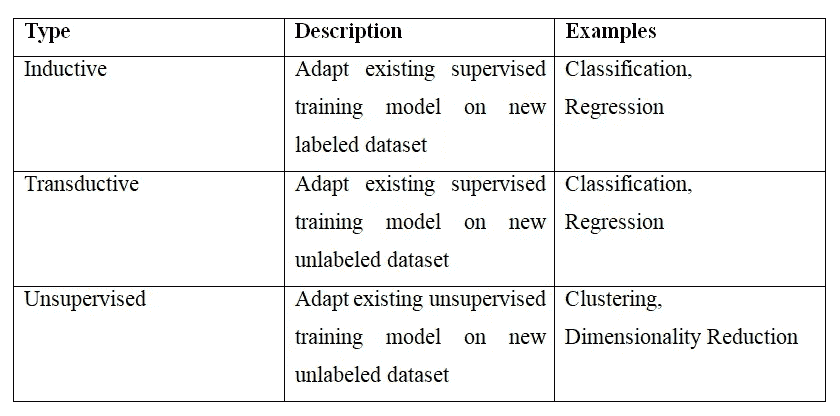 Type Description Examples
Inductive Adapt existing supervised Classification,
training model on new Regression
labeled dataset
Transductive Adapt existing supervised Classification,
training model on new Regression
unlabeled dataset
Unsupervised Adapt existing unsupervised Clustering,
training model on new Dimensionality Reduction
unlabeled dataset